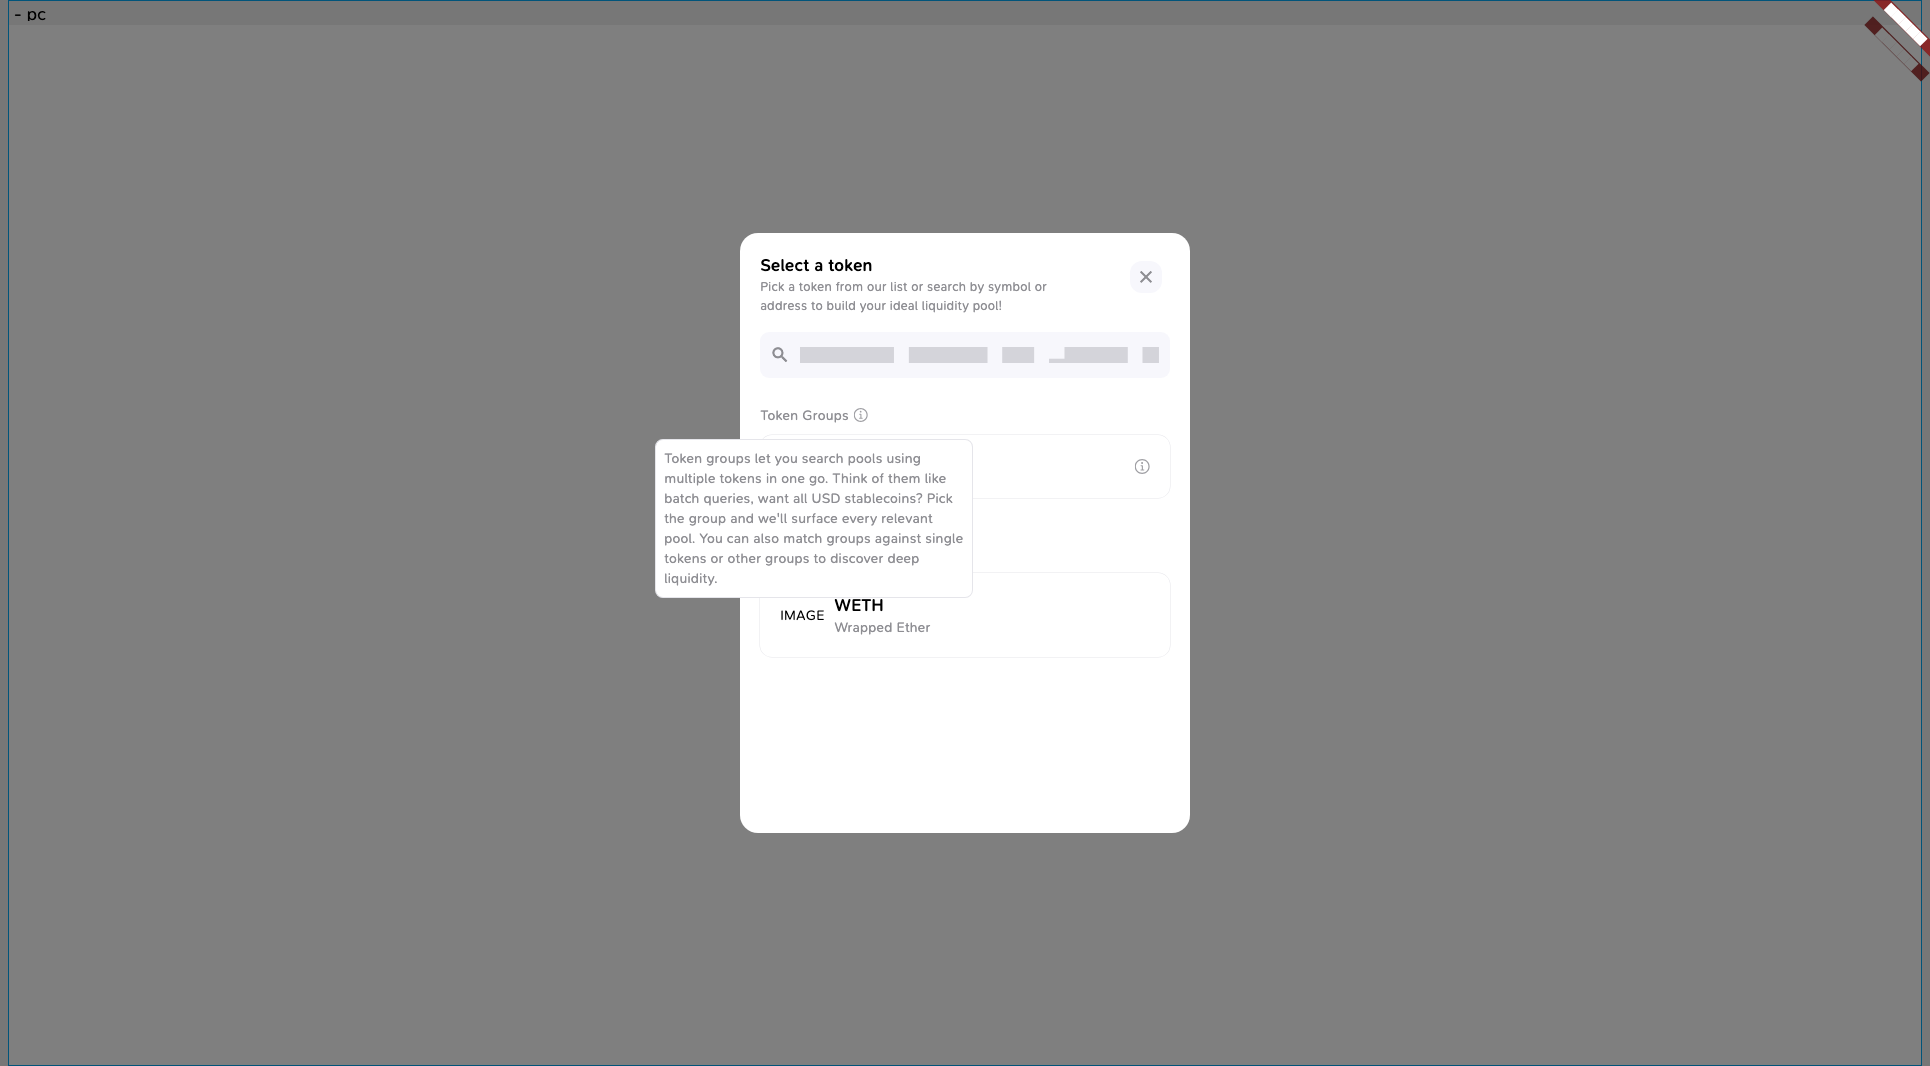 - pc
Select a token
Pick a token from our list or search by symbol or
address to build your ideal liquidity pool!
Token Groups
Token groups let you search pools using
multiple tokens in one go. Think of them like
batch queries, want all USD stablecoins? Pick
the group and we'll surface every relevant
pool. You can also match groups against single
tokens or other groups to discover deep
liquidity.
IMAGE
WETH
Wrapped Ether